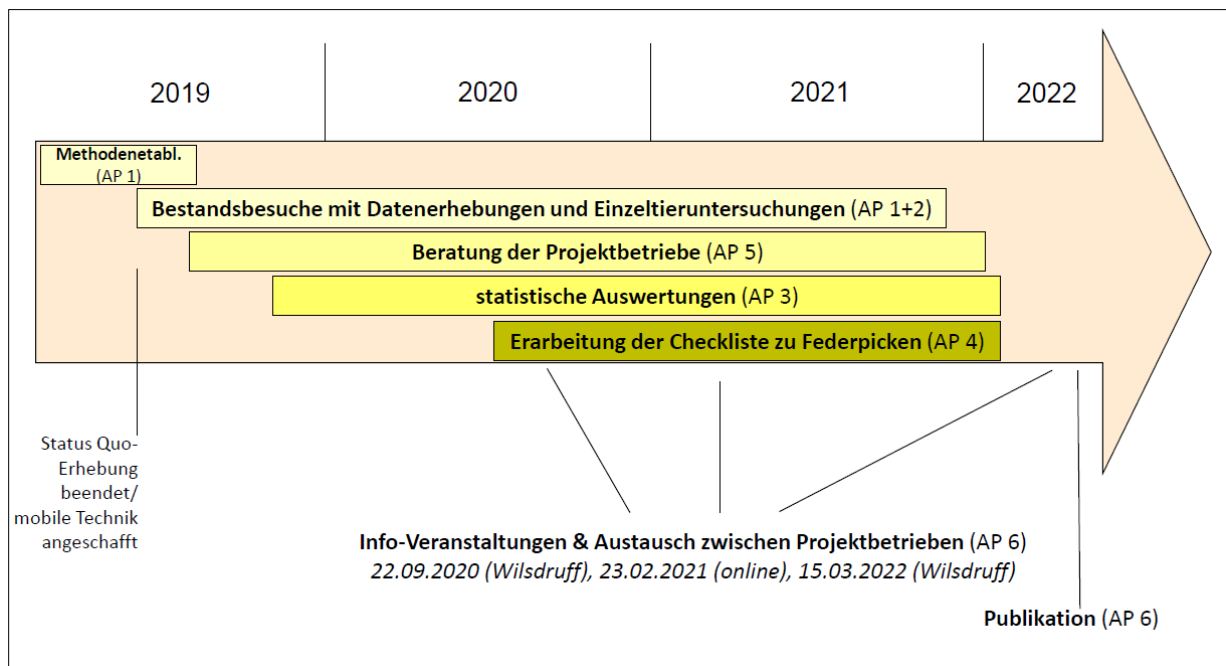 2019 2020 2021 2022
Methodenetabl.
(AP 1)
Bestandsbesuche mit Datenerhebungen und Einzeltieruntersuchungen (AP 1+2)
Beratung der Projektbetriebe (AP 5)
statistische Auswertungen (AP 3)
Erarbeitung der Checkliste zu Federpicken (AP 4)
Status Quo-
Erhebung
beendet/
mobile Technik
angeschafft
Info-Veranstaltungen & Austausch zwischen Projektbetrieben (AP 6)
22.09.2020 (Wilsdruff), 23.02.2021 (online), 15.03.2022 (Wilsdruff)
Publikation (AP 6)